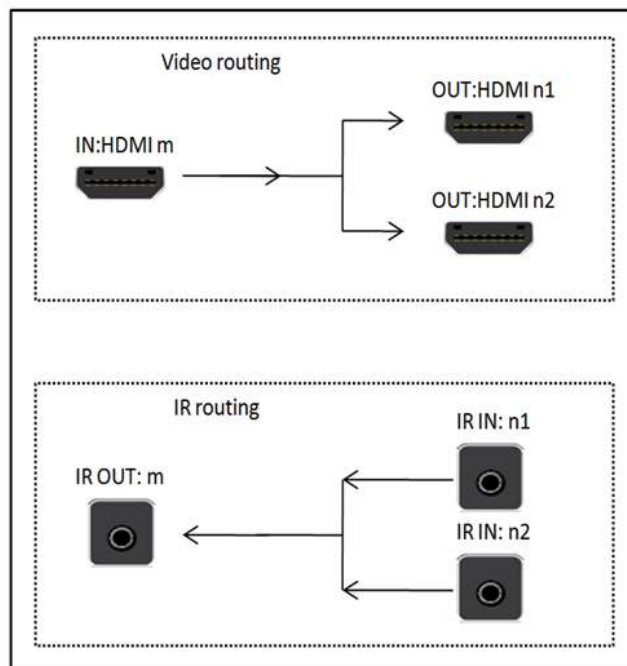 Video routing
OUT:HDMI n1
IN:HDMI m
OUT:HDMI n2
IR routing
IR IN: n1
IR OUT: m
IR IN: n2